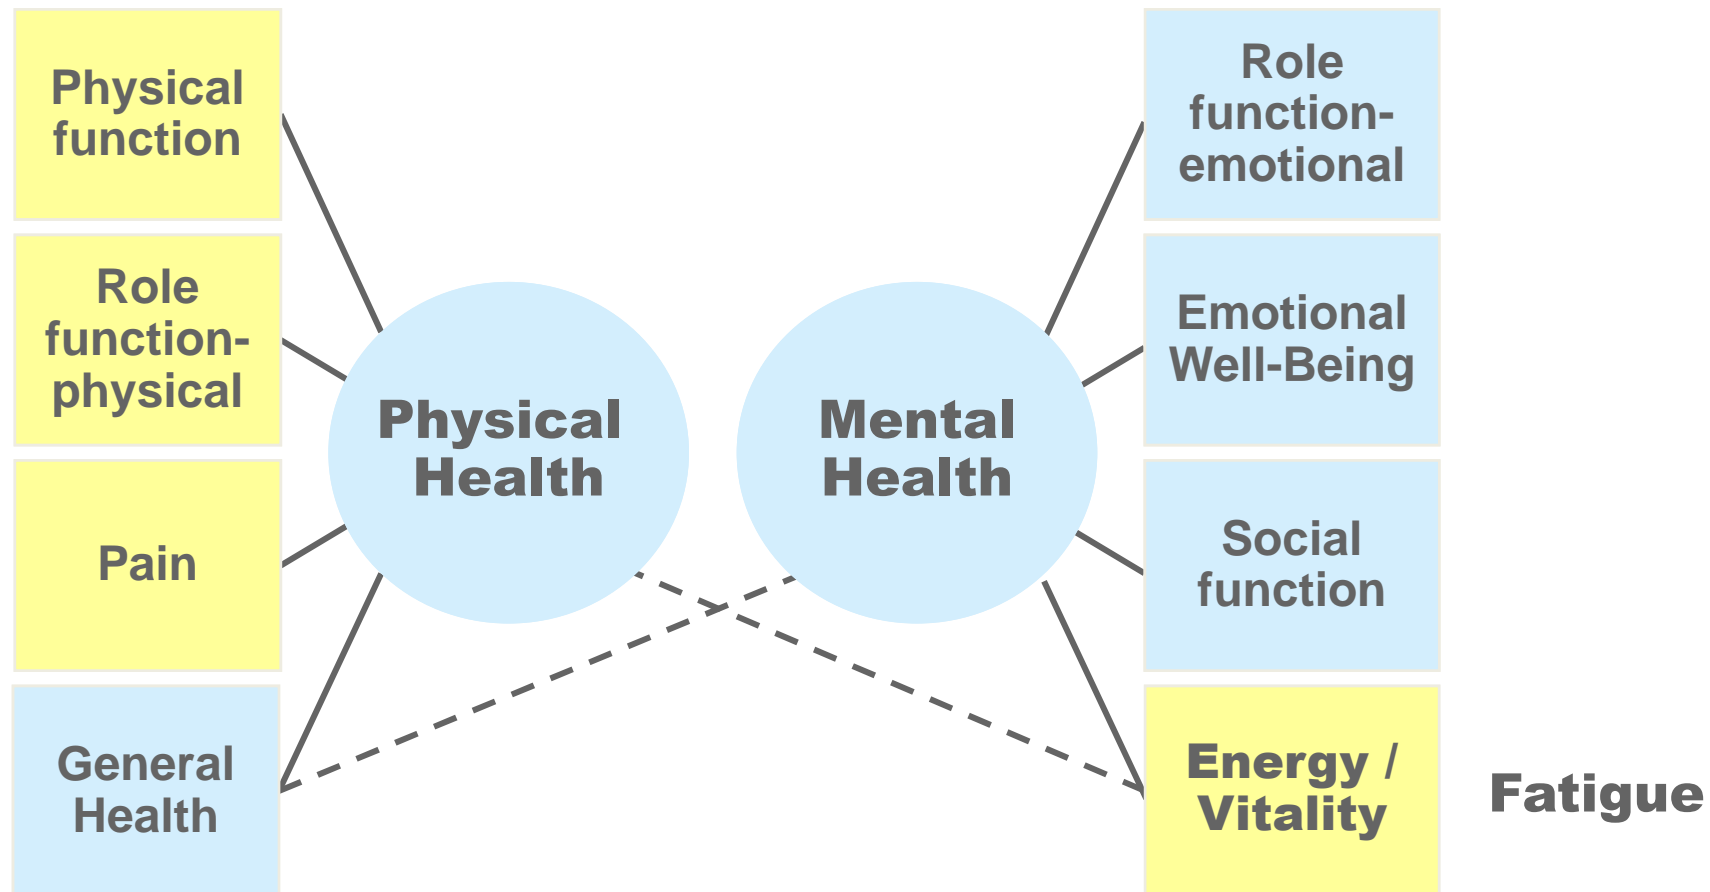 Physical
function
Role
function-
physical
Pain
General
Health
Physical
Health
Mental
Health
Role
function-
emotional
Emotional
Well-Being
Social
function
Energy /
Vitality
Fatigue